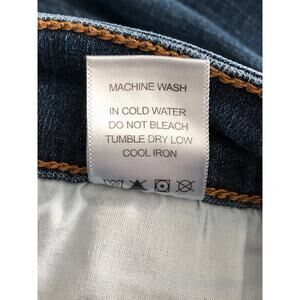 MACHINE WASH
IN COLD WATER
DO NOT BLEACH
TUMBLE DRY LOW
COOL IRON